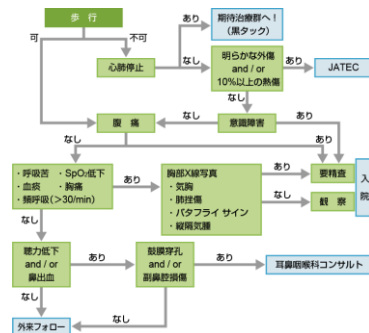 歩 行
可
不可
心肺停止
あり
期待治療群へ!
(黒タック)
なし
明らかな外傷
and / or
10%以上の熱傷
あり
JATEC
なし
意識障害
なし
あり
腹 痛
なし
あり
・呼吸苦 ・SpO₂低下
・血痰 ・胸痛
・頻呼吸(>30/min)
あり
胸部X線写真
・気胸
・肺挫傷
・バタフライ サイン
・縦隔気腫
あり
要精査
なし
観 察
入
院
なし
聴力低下
and / or
鼻出血
あり
鼓膜穿孔
and / or
副鼻腔損傷
あり
耳鼻咽喉科コンサルト
なし
なし
外来フォロー